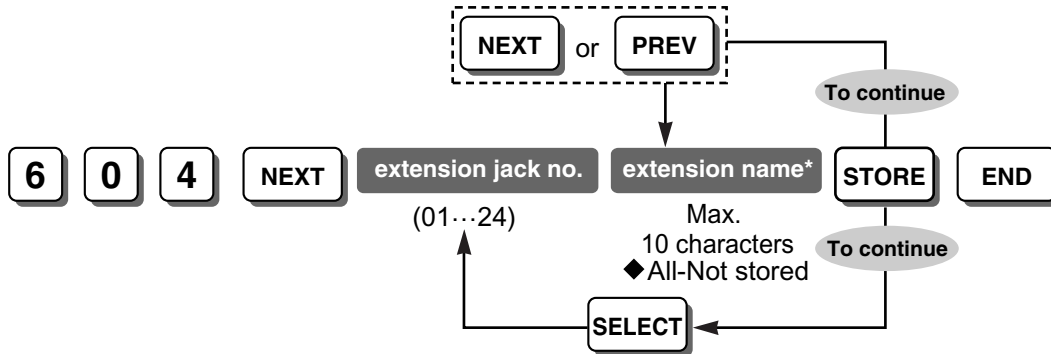 NEXT or PREV
To continue
6 0 4 NEXT extension jack no. extension name* STORE END
(01···24)
Max.
10 characters
◆All-Not stored
To continue
SELECT